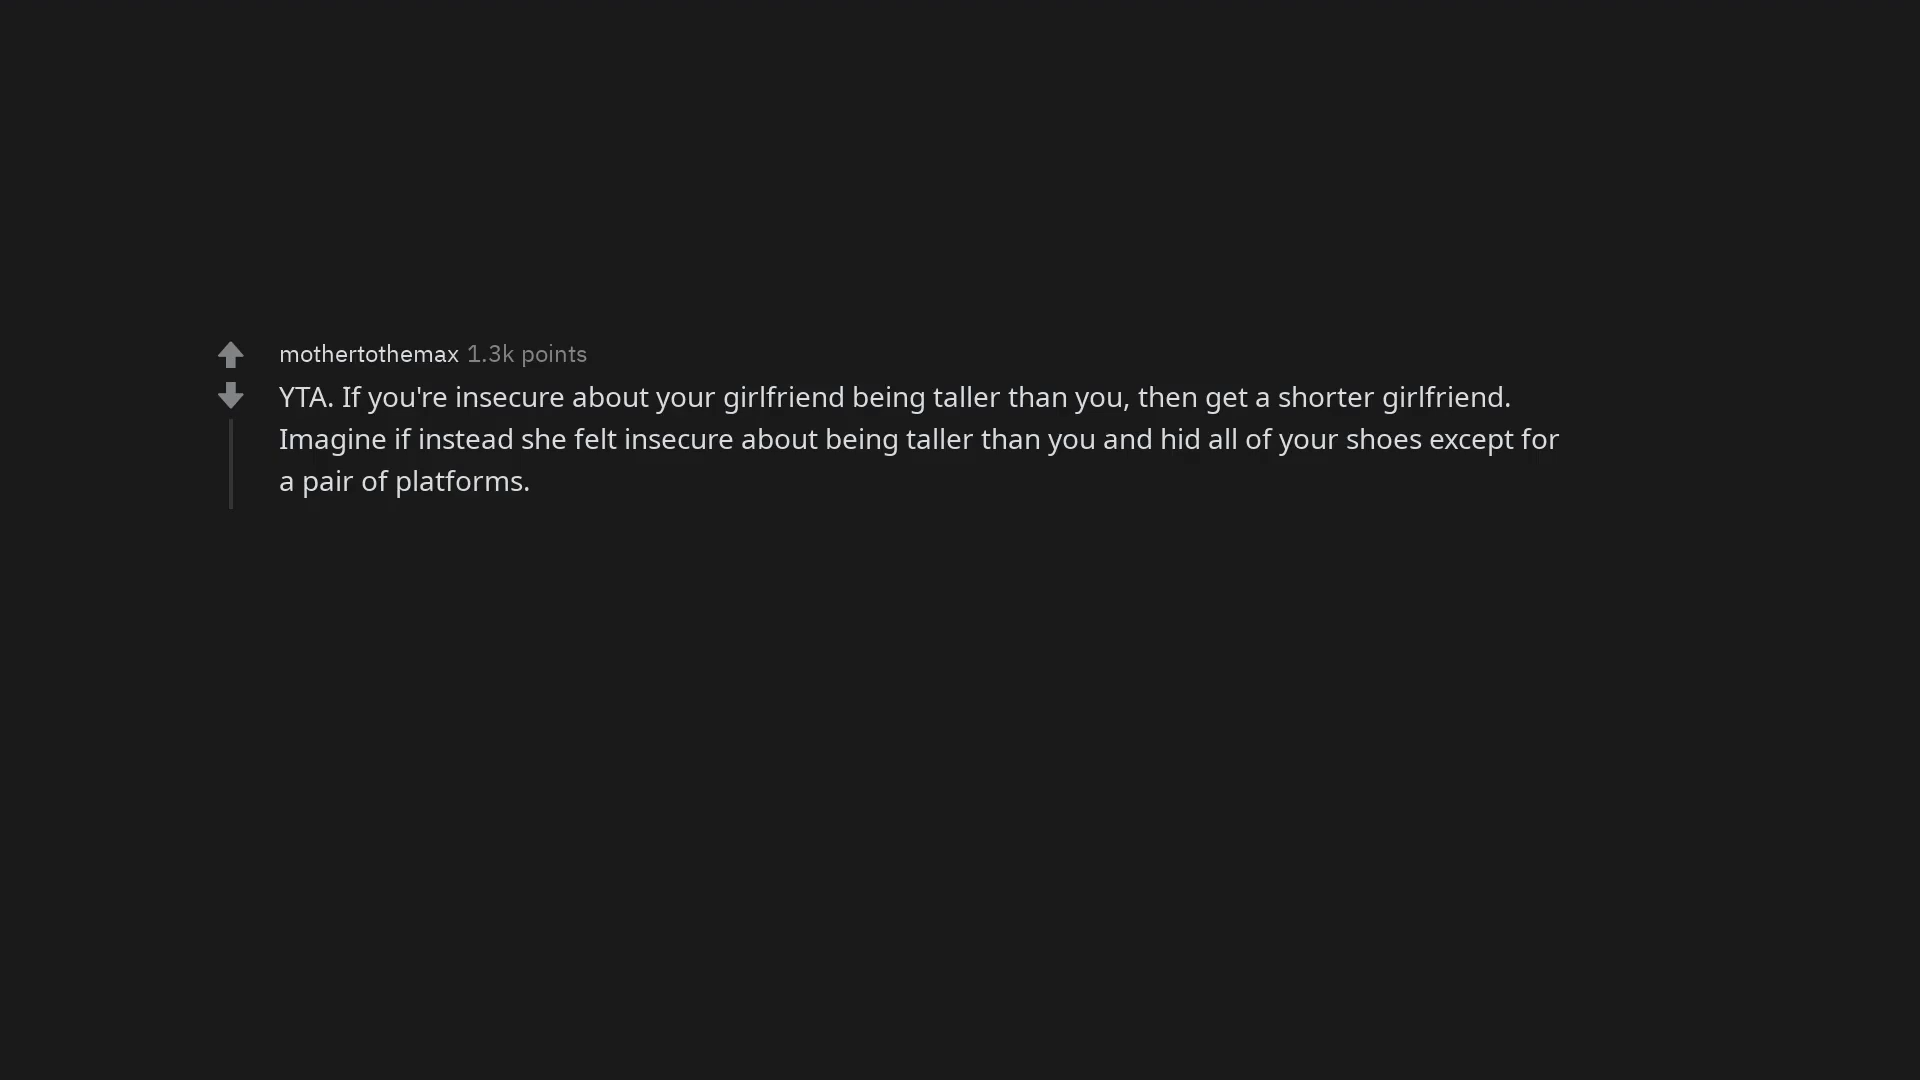 mothertothemax 1.3k points
YTA. If you're insecure about your girlfriend being taller than you, then get a shorter girlfriend.
Imagine if instead she felt insecure about being taller than you and hid all of your shoes except for
a pair of platforms.